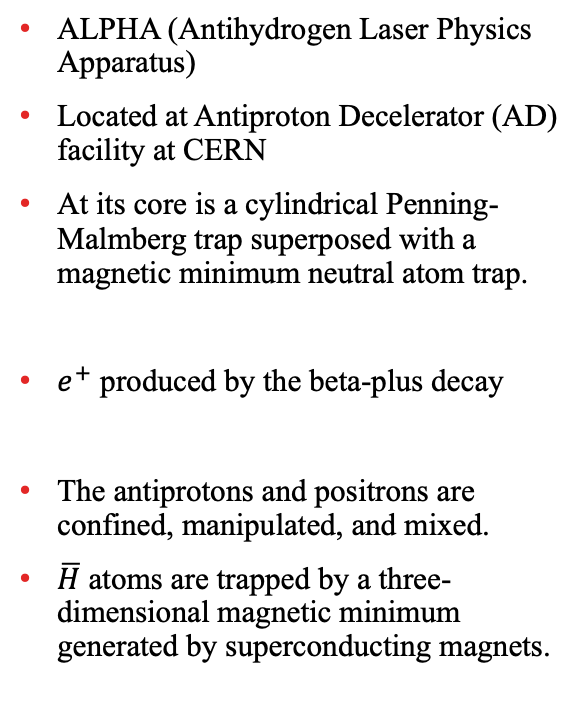 • ALPHA (Antihydrogen Laser Physics
Apparatus)
• Located at Antiproton Decelerator (AD)
facility at CERN
• At its core is a cylindrical Penning-
Malmberg trap superposed with a
magnetic minimum neutral atom trap.
• e⁺ produced by the beta-plus decay
• The antiprotons and positrons are
confined, manipulated, and mixed.
• H̅ atoms are trapped by a three-
dimensional magnetic minimum
generated by superconducting magnets.